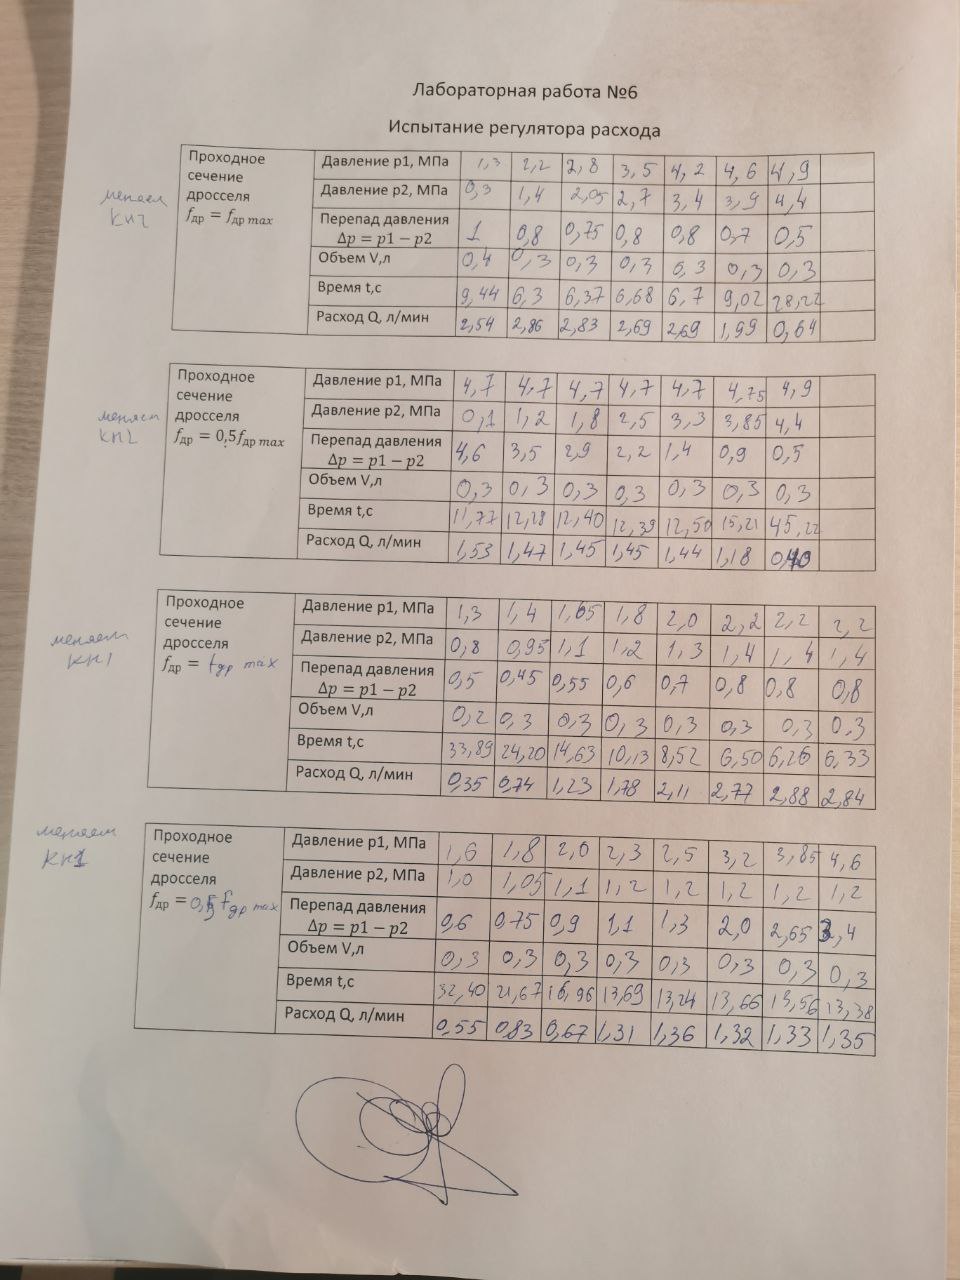 Лабораторная работа №6
Испытание регулятора расхода
меняем КН2
Проходное сечение дросселя fдр = fдр max
Давление p1, МПа 1,3 2,2 2,8 3,5 4,2 4,6 4,9
Давление p2, МПа 0,3 1,4 2,05 2,7 3,4 3,9 4,4
Перепад давления Δp = p1 − p2 1 0,8 0,75 0,8 0,8 0,7 0,5
Объем V,л 0,4 0,3 0,3 0,3 0,3 0,3 0,3
Время t,с 9,44 6,3 6,37 6,68 6,7 9,02 28,22
Расход Q, л/мин 2,54 2,86 2,83 2,69 2,69 1,99 0,64
меняем КН2
Проходное сечение дросселя fдр = 0,5fдр max
Давление p1, МПа 4,7 4,7 4,7 4,7 4,7 4,75 4,9
Давление p2, МПа 0,1 1,2 1,8 2,5 3,3 3,85 4,4
Перепад давления Δp = p1 − p2 4,6 3,5 2,9 2,2 1,4 0,9 0,5
Объем V,л 0,3 0,3 0,3 0,3 0,3 0,3 0,3
Время t,с 11,77 12,28 12,40 12,39 12,50 15,21 45,22
Расход Q, л/мин 1,53 1,47 1,45 1,45 1,44 1,18 0,40
меняем КН1
Проходное сечение дросселя fдр = fдр max
Давление p1, МПа 1,3 1,4 1,65 1,8 2,0 2,2 2,2 2,2
Давление p2, МПа 0,8 0,95 1,1 1,2 1,3 1,4 1,4 1,4
Перепад давления Δp = p1 − p2 0,5 0,45 0,55 0,6 0,7 0,8 0,8 0,8
Объем V,л 0,2 0,3 0,3 0,3 0,3 0,3 0,3 0.3
Время t,с 33,89 24,20 14,63 10,13 8,52 6,50 6,26 6,33
Расход Q, л/мин 0,35 0,74 1,23 1,78 2,11 2,77 2,88 2,84
меняем КН1
Проходное сечение дросселя fдр = 0,5 fдр max
Давление p1, МПа 1,6 1,8 2,0 2,3 2,5 3,2 3,85 4,6
Давление p2, МПа 1,0 1,05 1,1 1,2 1,2 1,2 1,2 1,2
Перепад давления Δp = p1 − p2 0,6 0,75 0,9 1,1 1,3 2,0 2,65 3,4
Объем V,л 0,3 0,3 0,3 0,3 0,3 0,3 0,3 0,3
Время t,с 32,40 21,67 16,96 13,69 13,24 13,66 13,56 13,38
Расход Q, л/мин 0,55 0,83 0,67 1,31 1,36 1,32 1,33 1,35